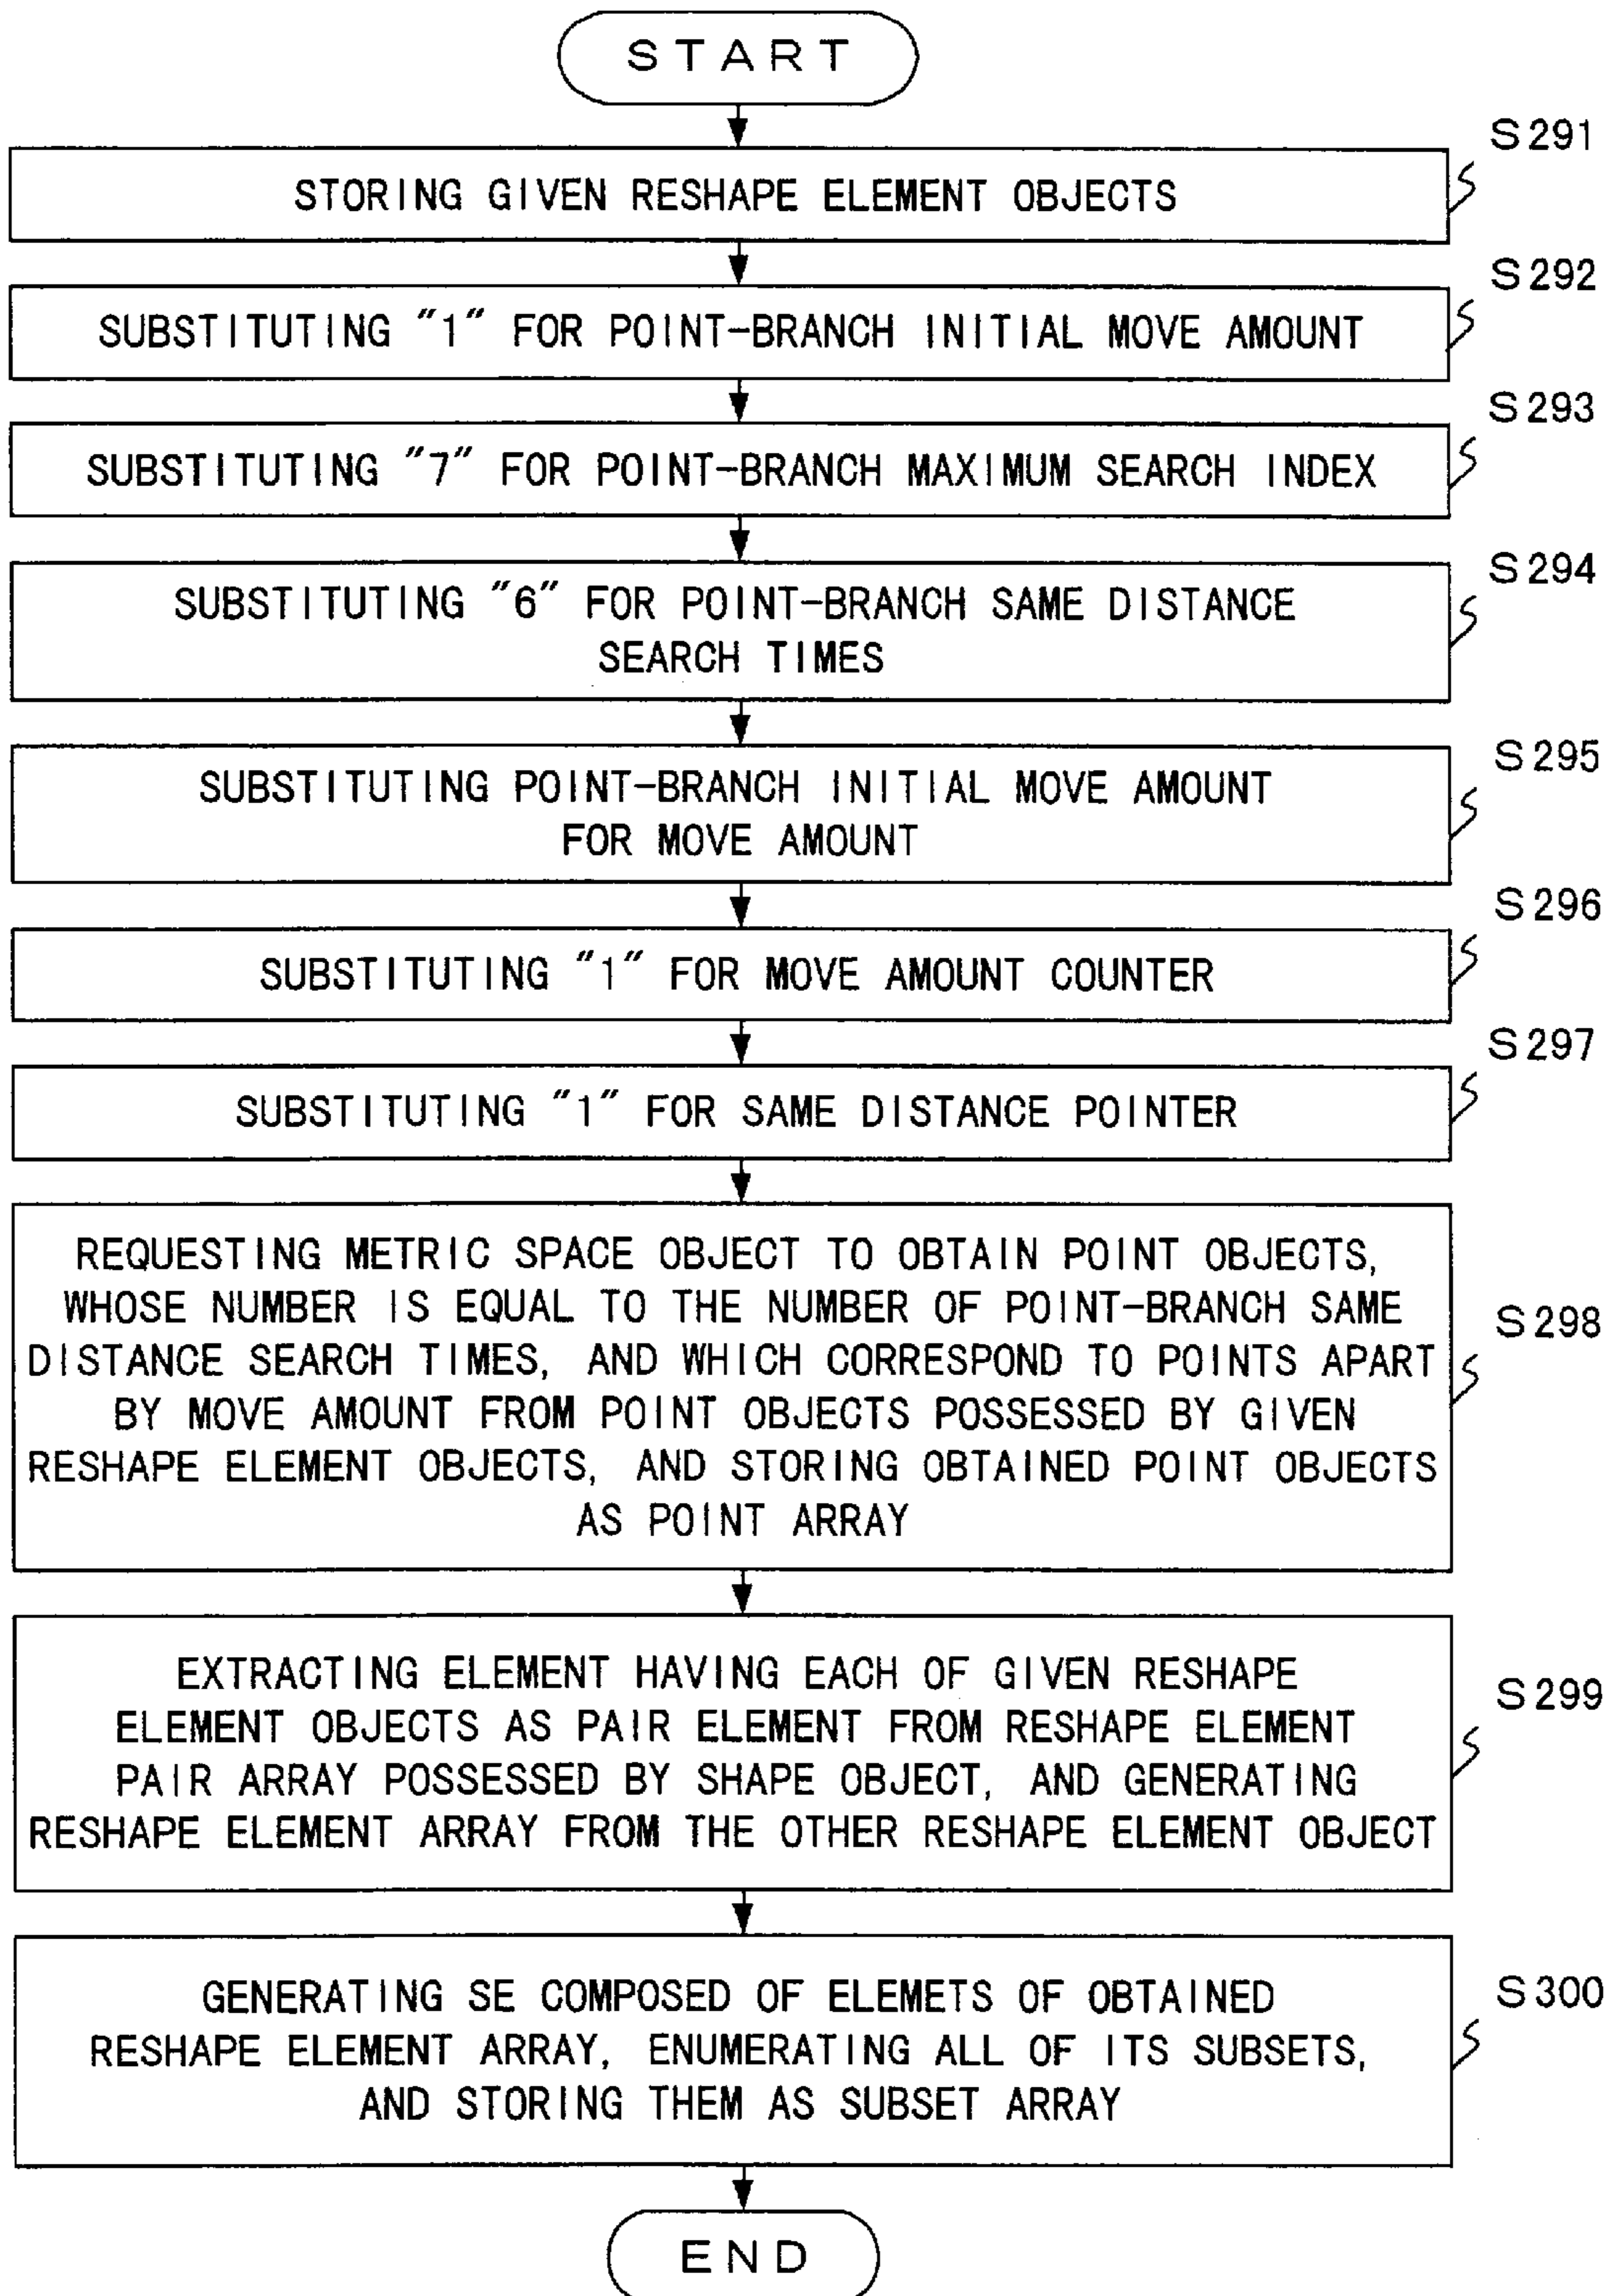 START
S291
STORING GIVEN RESHAPE ELEMENT OBJECTS
S292
SUBSTITUTING "1" FOR POINT-BRANCH INITIAL MOVE AMOUNT
S293
SUBSTITUTING "7" FOR POINT-BRANCH MAXIMUM SEARCH INDEX
S294
SUBSTITUTING "6" FOR POINT-BRANCH SAME DISTANCE
SEARCH TIMES
S295
SUBSTITUTING POINT-BRANCH INITIAL MOVE AMOUNT
FOR MOVE AMOUNT
S296
SUBSTITUTING "1" FOR MOVE AMOUNT COUNTER
S297
SUBSTITUTING "1" FOR SAME DISTANCE POINTER
S298
REQUESTING METRIC SPACE OBJECT TO OBTAIN POINT OBJECTS,
WHOSE NUMBER IS EQUAL TO THE NUMBER OF POINT-BRANCH SAME
DISTANCE SEARCH TIMES, AND WHICH CORRESPOND TO POINTS APART
BY MOVE AMOUNT FROM POINT OBJECTS POSSESSED BY GIVEN
RESHAPE ELEMENT OBJECTS, AND STORING OBTAINED POINT OBJECTS
AS POINT ARRAY
S299
EXTRACTING ELEMENT HAVING EACH OF GIVEN RESHAPE
ELEMENT OBJECTS AS PAIR ELEMENT FROM RESHAPE ELEMENT
PAIR ARRAY POSSESSED BY SHAPE OBJECT, AND GENERATING
RESHAPE ELEMENT ARRAY FROM THE OTHER RESHAPE ELEMENT OBJECT
S300
GENERATING SE COMPOSED OF ELEMETS OF OBTAINED
RESHAPE ELEMENT ARRAY, ENUMERATING ALL OF ITS SUBSETS,
AND STORING THEM AS SUBSET ARRAY
END